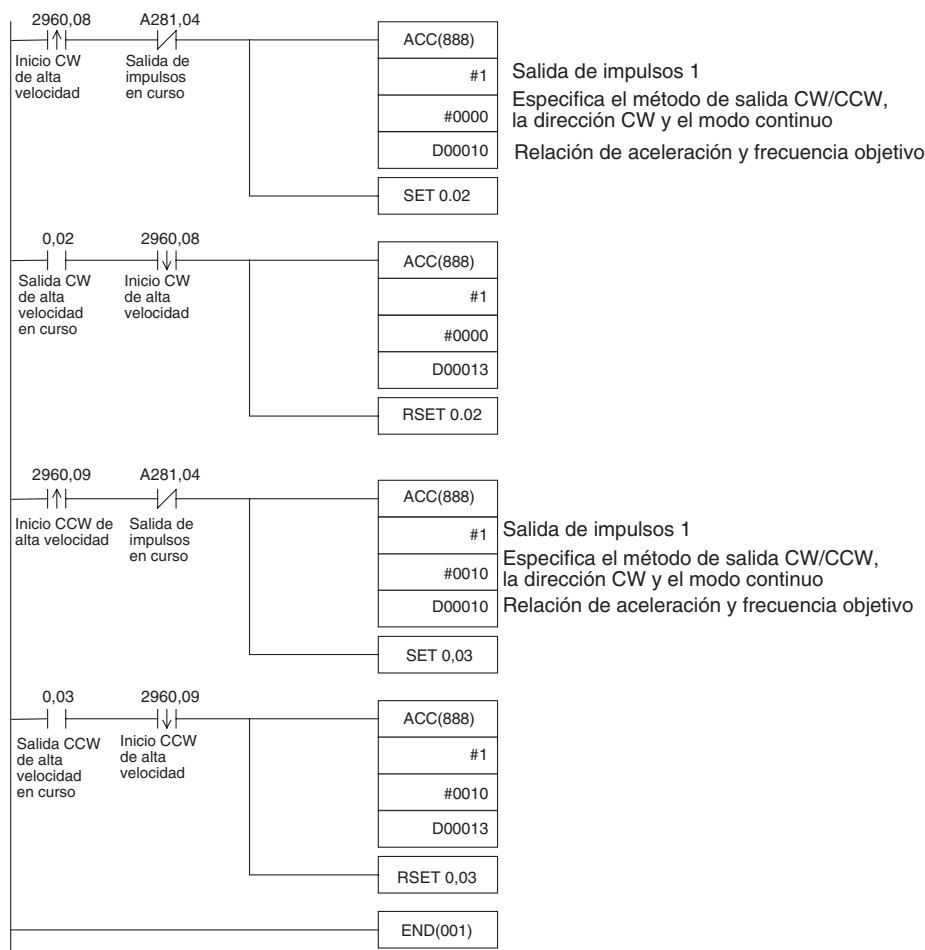 2960,08 A281,04
ACC(888)
Inicio CW
de alta
velocidad
Salida de
impulsos
en curso
#1 Salida de impulsos 1
#0000 Especifica el método de salida CW/CCW,
la dirección CW y el modo continuo
D00010 Relación de aceleración y frecuencia objetivo
SET 0.02
0,02 2960,08
ACC(888)
Salida CW
de alta
velocidad
en curso
Inicio CW
de alta
velocidad
#1
#0000
D00013
RSET 0.02
2960,09 A281,04
ACC(888)
Inicio CCW de
alta velocidad
Salida de
impulsos
en curso
#1 Salida de impulsos 1
#0010 Especifica el método de salida CW/CCW,
la dirección CW y el modo continuo
D00010 Relación de aceleración y frecuencia objetivo
SET 0,03
0,03 2960,09
ACC(888)
Salida CCW
de alta
velocidad
en curso
Inicio CCW
de alta
velocidad
#1
#0010
D00013
RSET 0,03
END(001)